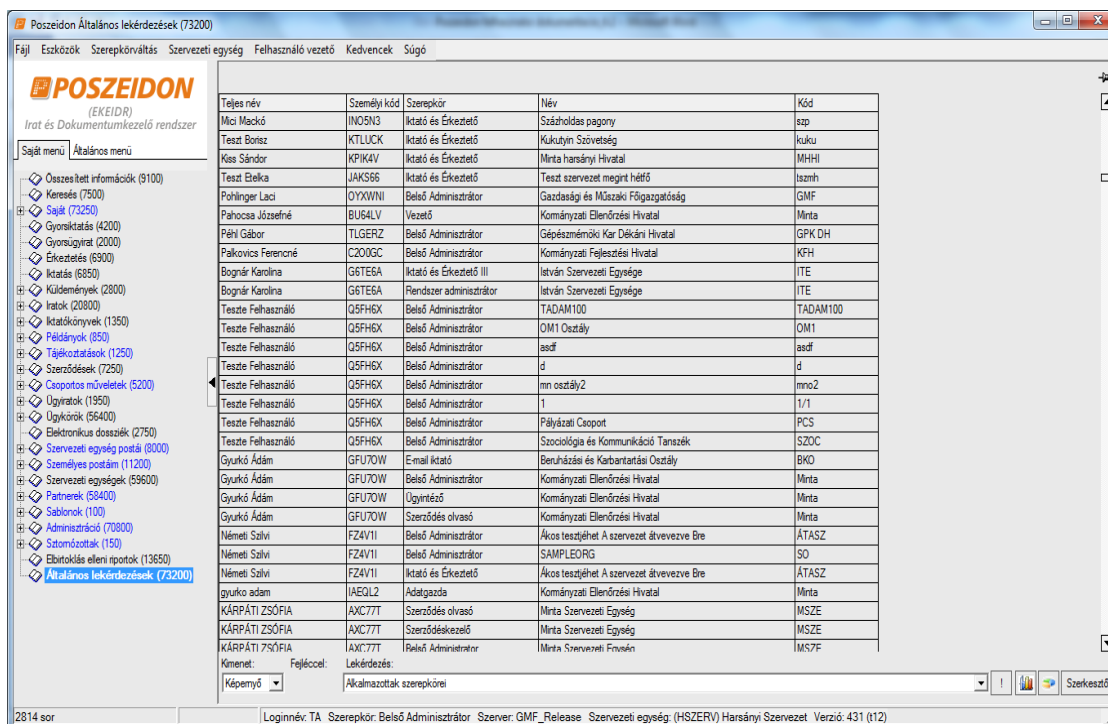 Poszeidon Általános lekérdezések (73200)
Fájl Eszközök Szerepkörváltás Szervezeti egység Felhasználó vezető Kedvencek Súgó
POSZEIDON
(EKEIDR)
Irat és Dokumentumkezelő rendszer
Saját menü Általános menü
Összesített információk (9100)
Keresés (7500)
Saját (73250)
Gyorsiktatás (4200)
Gyorsügyirat (2000)
Érkeztetés (6900)
Iktatás (6850)
Küldemények (2800)
Iratok (20800)
Iktatókönyvek (1350)
Példányok (850)
Tájékoztatások (1250)
Szerződések (7250)
Csoportos műveletek (5200)
Ügyiratok (1950)
Ügykörök (56400)
Elektronikus dossziék (2750)
Szervezeti egység postái (8000)
Személyes postáim (11200)
Szervezeti egységek (59600)
Partnerek (58400)
Sablonok (100)
Adminisztráció (70800)
Sztornózottak (150)
Elbirtoklás elleni riportok (13650)
Általános lekérdezések (73200)
Teljes név Személyi kód Szerepkör Név Kód
Mici Mackó INO5N3 Iktató és Érkeztető Százholdas pagony szp
Teszt Borisz KTLUCK Iktató és Érkeztető Kukutyin Szövetség kuku
Kiss Sándor KPIK4V Iktató és Érkeztető Minta harsányi Hivatal MHHI
Teszt Etelka JAKS66 Iktató és Érkeztető Teszt szervezet megint hétfő tszmh
Pohlinger Laci OYXWNI Belső Adminisztrátor Gazdasági és Műszaki Főigazgatóság GMF
Pahocsa Józsefné BU64LV Vezető Kormányzati Ellenőrzési Hivatal Minta
Péhl Gábor TLGERZ Belső Adminisztrátor Gépészmérnöki Kar Dékáni Hivatal GPK DH
Palkovics Ferencné C2O0GC Belső Adminisztrátor Kormányzati Fejlesztési Hivatal KFH
Bognár Karolina G6TE6A Iktató és Érkeztető III István Szervezeti Egysége ITE
Bognár Karolina G6TE6A Rendszer adminisztrátor István Szervezeti Egysége ITE
Teszte Felhasználó Q5FH6X Belső Adminisztrátor TADAM100 TADAM100
Teszte Felhasználó Q5FH6X Belső Adminisztrátor OM1 Osztály OM1
Teszte Felhasználó Q5FH6X Belső Adminisztrátor asdf asdf
Teszte Felhasználó Q5FH6X Belső Adminisztrátor d d
Teszte Felhasználó Q5FH6X Belső Adminisztrátor mn osztály2 mno2
Teszte Felhasználó Q5FH6X Belső Adminisztrátor 1 1/1
Teszte Felhasználó Q5FH6X Belső Adminisztrátor Pályázati Csoport PCS
Teszte Felhasználó Q5FH6X Belső Adminisztrátor Szociológia és Kommunikáció Tanszék SZOC
Gyurkó Ádám GFU7OW E-mail iktató Beruházási és Karbantartási Osztály BKO
Gyurkó Ádám GFU7OW Belső Adminisztrátor Kormányzati Ellenőrzési Hivatal Minta
Gyurkó Ádám GFU7OW Ügyintéző Kormányzati Ellenőrzési Hivatal Minta
Gyurkó Ádám GFU7OW Szerződés olvasó Kormányzati Ellenőrzési Hivatal Minta
Németi Szilvi FZ4V1I Belső Adminisztrátor Ákos tesztjéhet A szervezet átvevezve Bre ÁTASZ
Németi Szilvi FZ4V1I Belső Adminisztrátor SAMPLEORG SO
Németi Szilvi FZ4V1I Iktató és Érkeztető Ákos tesztjéhet A szervezet átvevezve Bre ÁTASZ
gyurko adam IAEQL2 Adatgazda Kormányzati Ellenőrzési Hivatal Minta
KÁRPÁTI ZSÓFIA AXC77T Szerződés olvasó Minta Szervezeti Egység MSZE
KÁRPÁTI ZSÓFIA AXC77T Szerződéskezelő Minta Szervezeti Egység MSZE
KÁRPÁTI ZSÓFIA AXC77T Belső Adminisztrator Minta Szervezeti Egység MSZE
Kimenet: Fejléccel: Lekérdezés:
Képernyő Alkalmazottak szerepkörei ! Szerkesztő
2814 sor Loginnév: TA Szerepkör: Belső Adminisztrátor Szerver: GMF_Release Szervezeti egység: (HSZERV) Harsányi Szervezet Verzió: 431 (t12)